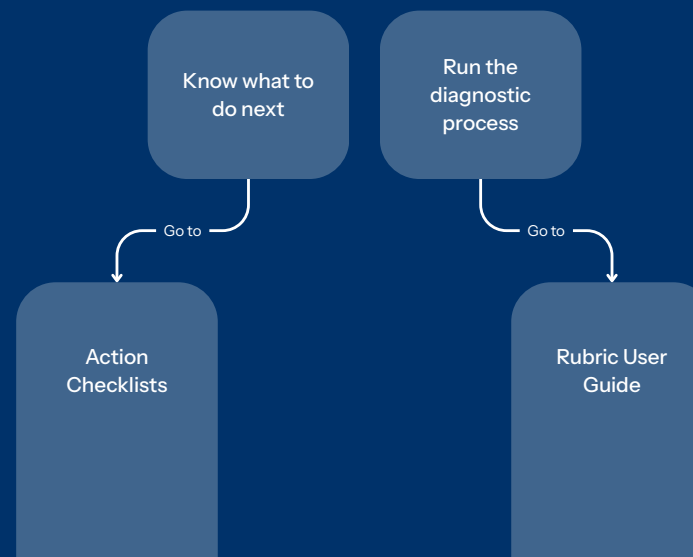 Know what to
do next
Run the
diagnostic
process
Go to
Go to
Action
Checklists
Rubric User
Guide